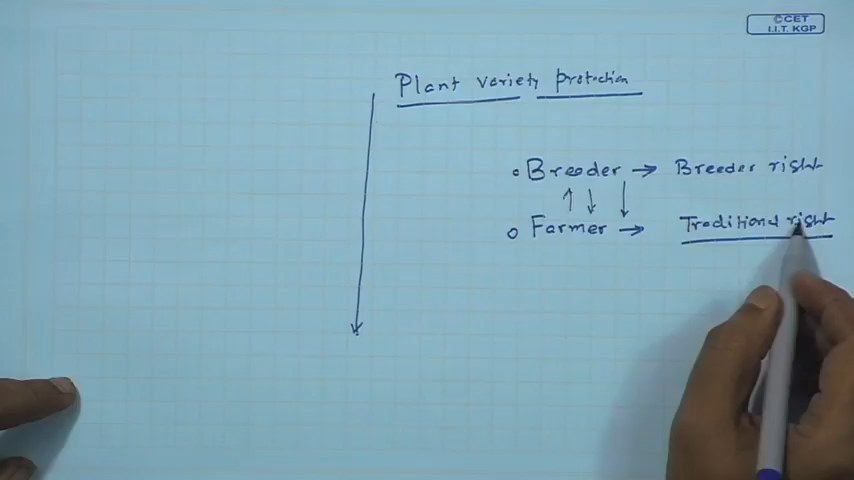 ©CET
I.I.T. KGP
Plant variety protection
Breeder → Breeder right
Farmer → Traditional right